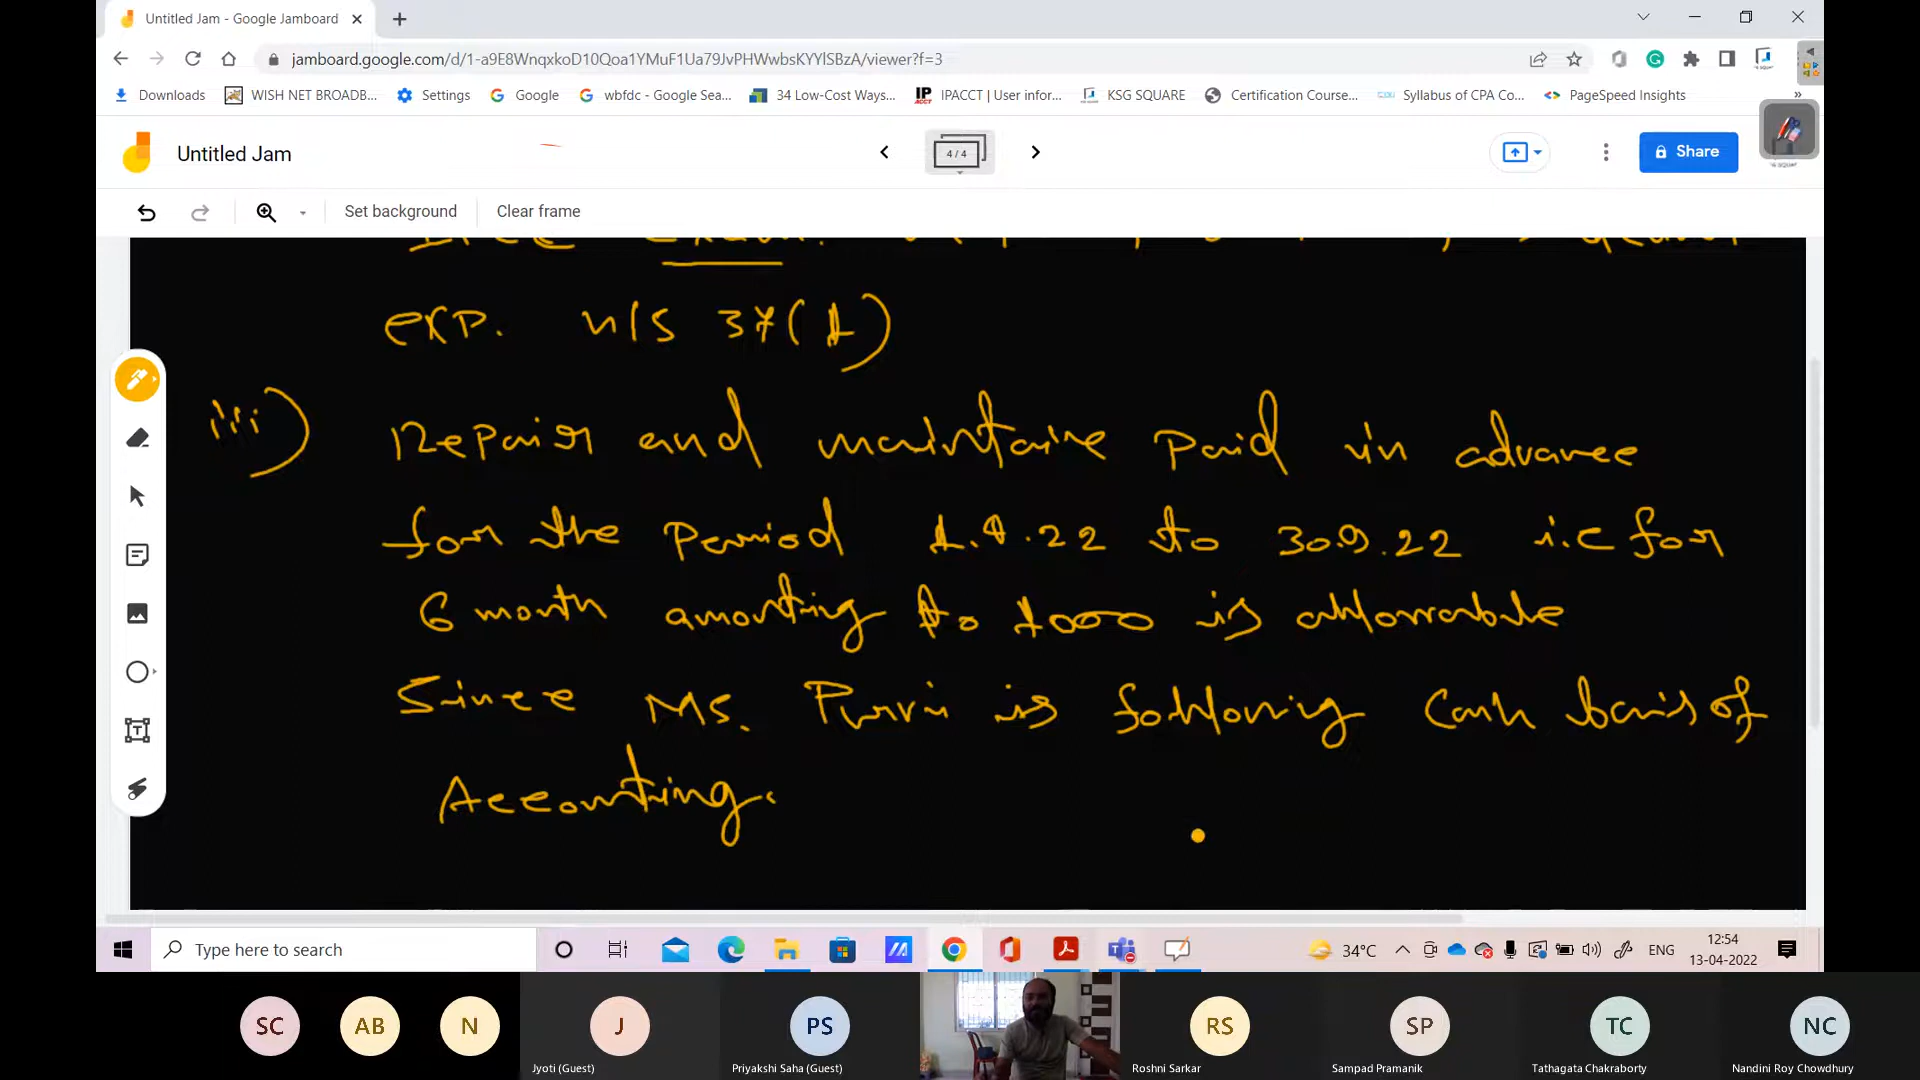 Untitled Jam - Google Jamboard
jamboard.google.com/d/1-a9E8WnqxkoD10Qoa1YMuF1Ua79JvPHWwbsKYYlSBzA/viewer?f=3
Downloads WISH NET BROADB... Settings Google wbfdc - Google Sea... 34 Low-Cost Ways... IPACCT | User infor... KSG SQUARE Certification Course... Syllabus of CPA Co... PageSpeed Insights »
Untitled Jam 4 / 4 Share
Set background Clear frame
exp. u/s 37(1)
iii) Repair and maintaine paid in advance
for the period 1.4.22 to 30.9.22 i.e for
6 month amonting to 1000 is allowable
Since Ms. Purvi is following Cash basis of
Accounting.
Type here to search 34°C ENG 12:54
13-04-2022
SC AB N J PS RS SP TC NC
Jyoti (Guest) Priyakshi Saha (Guest) Roshni Sarkar Sampad Pramanik Tathagata Chakraborty Nandini Roy Chowdhury